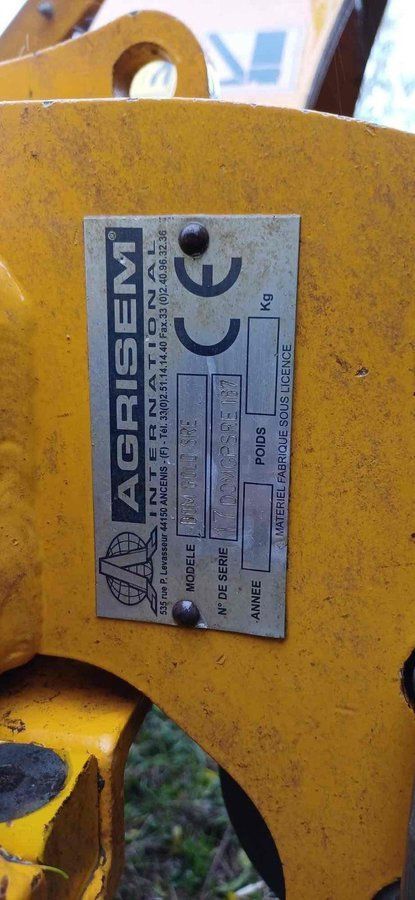 AGRISEM®
INTERNATIONAL
535 rue P. Levasseur 44150 ANCENIS - (F) - Tél. 33(0)2.51.14.14.40 Fax.33 (0)2.40.96.32.36
MODELE
CE
N° DE SERIE
ANNEE
POIDS
Kg
MATERIEL FABRIQUE SOUS LICENCE